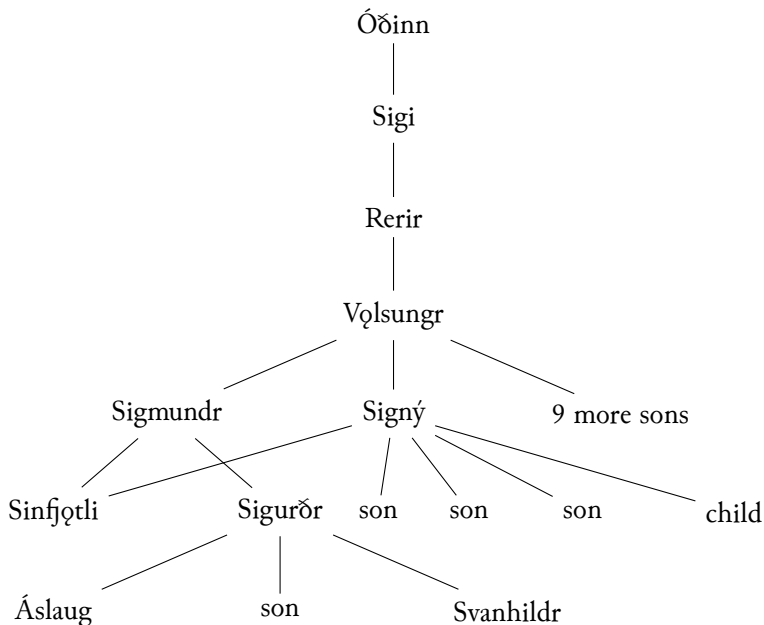 Óðinn
Sigi
Rerir
Vǫlsungr
Sigmundr Signý 9 more sons
Sinfjǫtli Sigurðr son son son child
Áslaug son Svanhildr